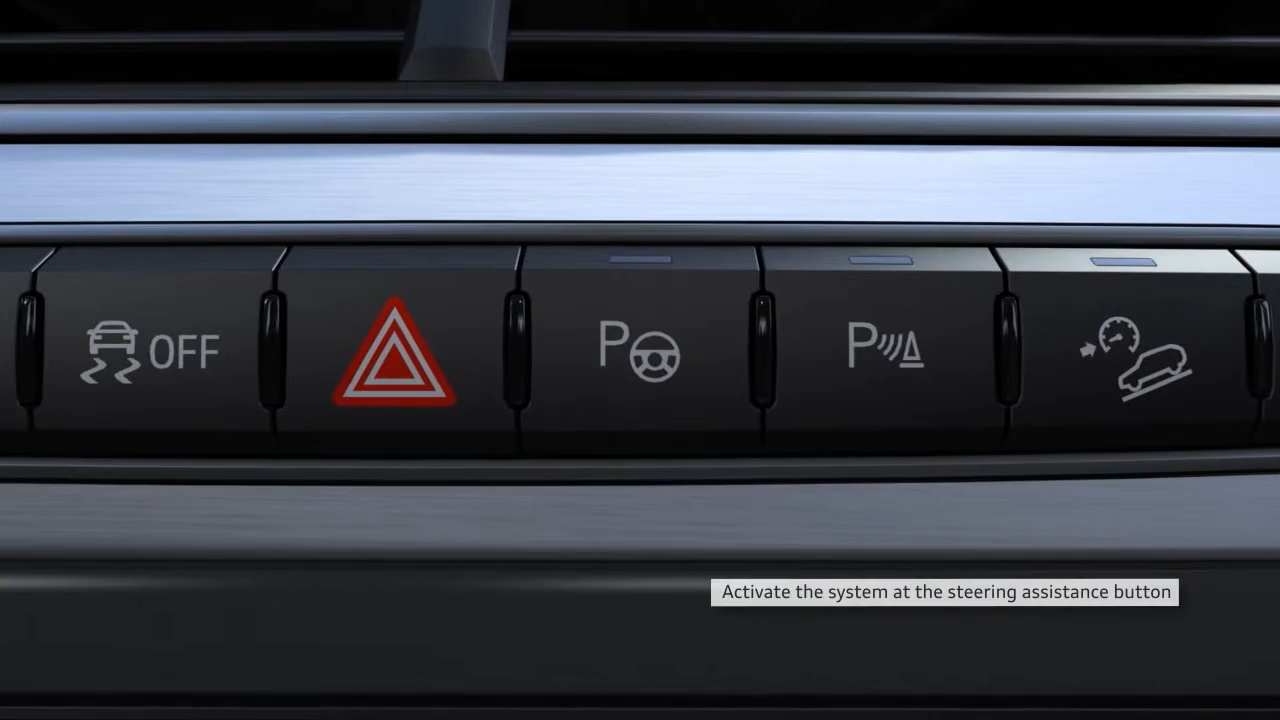 OFF
P
P
Activate the system at the steering assistance button